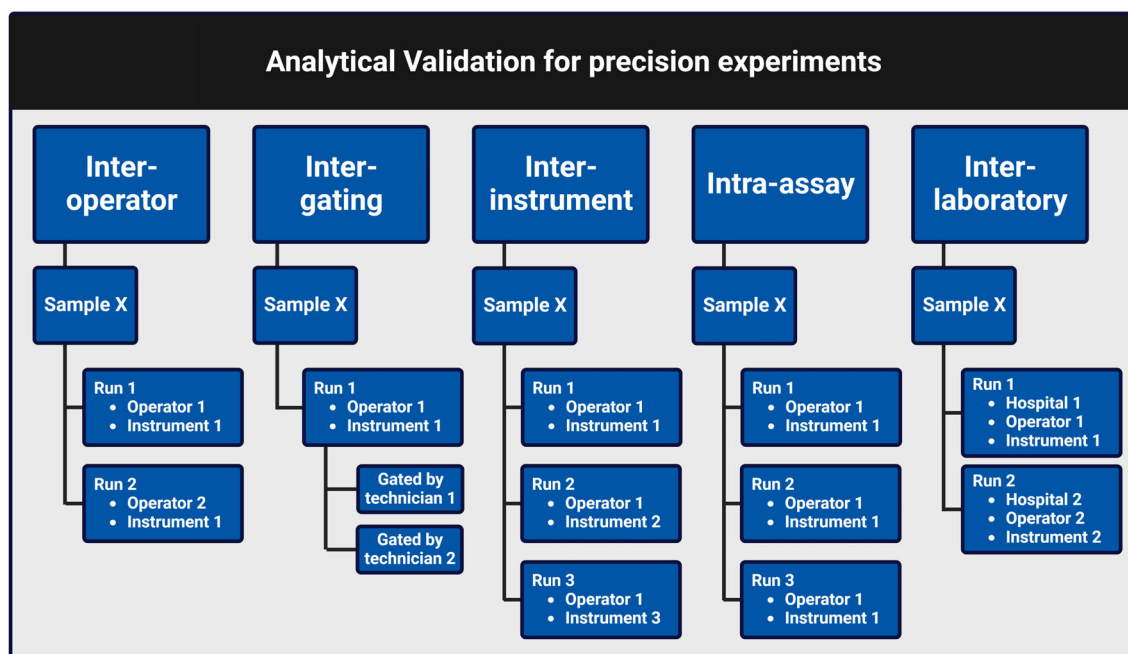 Analytical Validation for precision experiments
Inter-
operator
Sample X
Run 1
• Operator 1
• Instrument 1
Run 2
• Operator 2
• Instrument 1
Inter-
gating
Sample X
Run 1
• Operator 1
• Instrument 1
Gated by
technician 1
Gated by
technician 2
Inter-
instrument
Sample X
Run 1
• Operator 1
• Instrument 1
Run 2
• Operator 1
• Instrument 2
Run 3
• Operator 1
• Instrument 3
Intra-assay
Sample X
Run 1
• Operator 1
• Instrument 1
Run 2
• Operator 1
• Instrument 1
Run 3
• Operator 1
• Instrument 1
Inter-
laboratory
Sample X
Run 1
• Hospital 1
• Operator 1
• Instrument 1
Run 2
• Hospital 2
• Operator 2
• Instrument 2